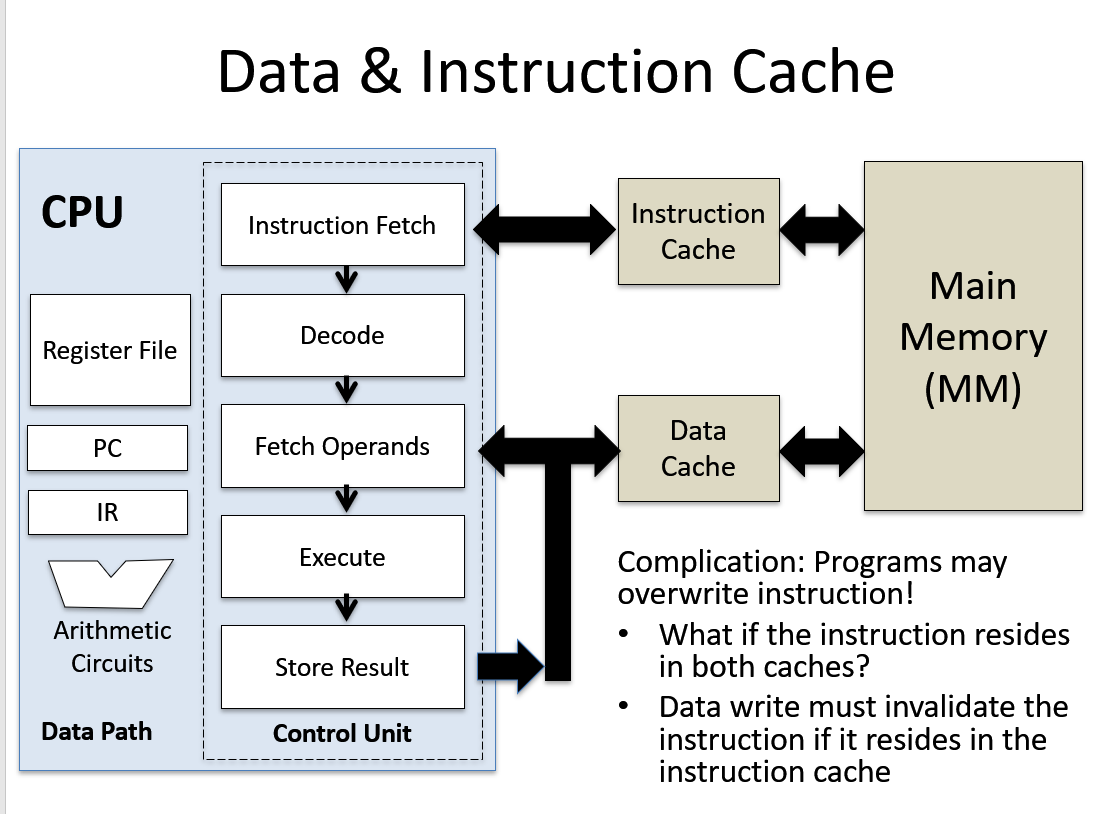 Data & Instruction Cache
CPU
Register File
PC
IR
Arithmetic
Circuits
Data Path
Instruction Fetch
Decode
Fetch Operands
Execute
Store Result
Control Unit
Instruction
Cache
Data
Cache
Main
Memory
(MM)
Complication: Programs may
overwrite instruction!
• What if the instruction resides
in both caches?
• Data write must invalidate the
instruction if it resides in the
instruction cache